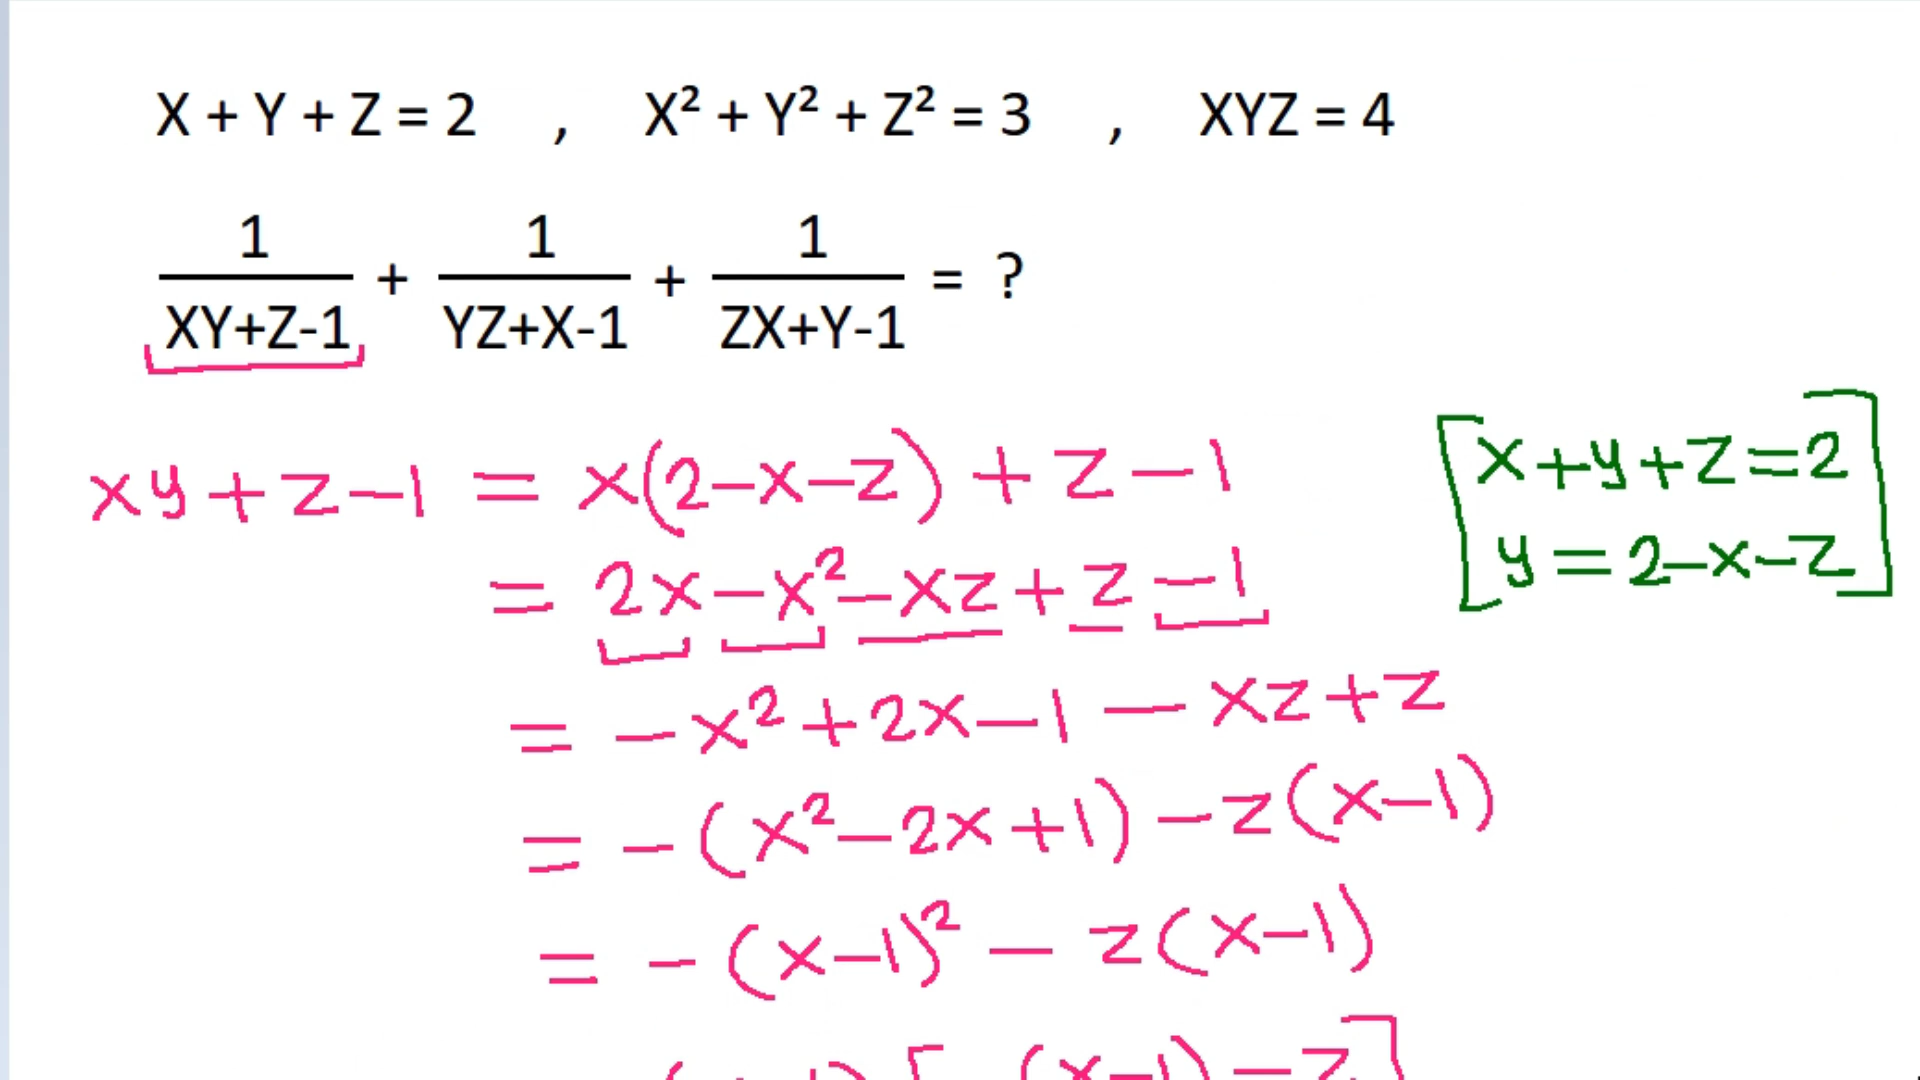 X + Y + Z = 2 , X² + Y² + Z² = 3 , XYZ = 4
1/(XY+Z-1) + 1/(YZ+X-1) + 1/(ZX+Y-1) = ?
xy+z-1 = x(2-x-z)+z-1
[x+y+z=2
= 2x-x²-xz+z-1
y=2-x-z]
= -x²+2x-1-xz+z
= -(x²-2x+1)-z(x-1)
= -(x-1)²-z(x-1)
(x-1)-z]